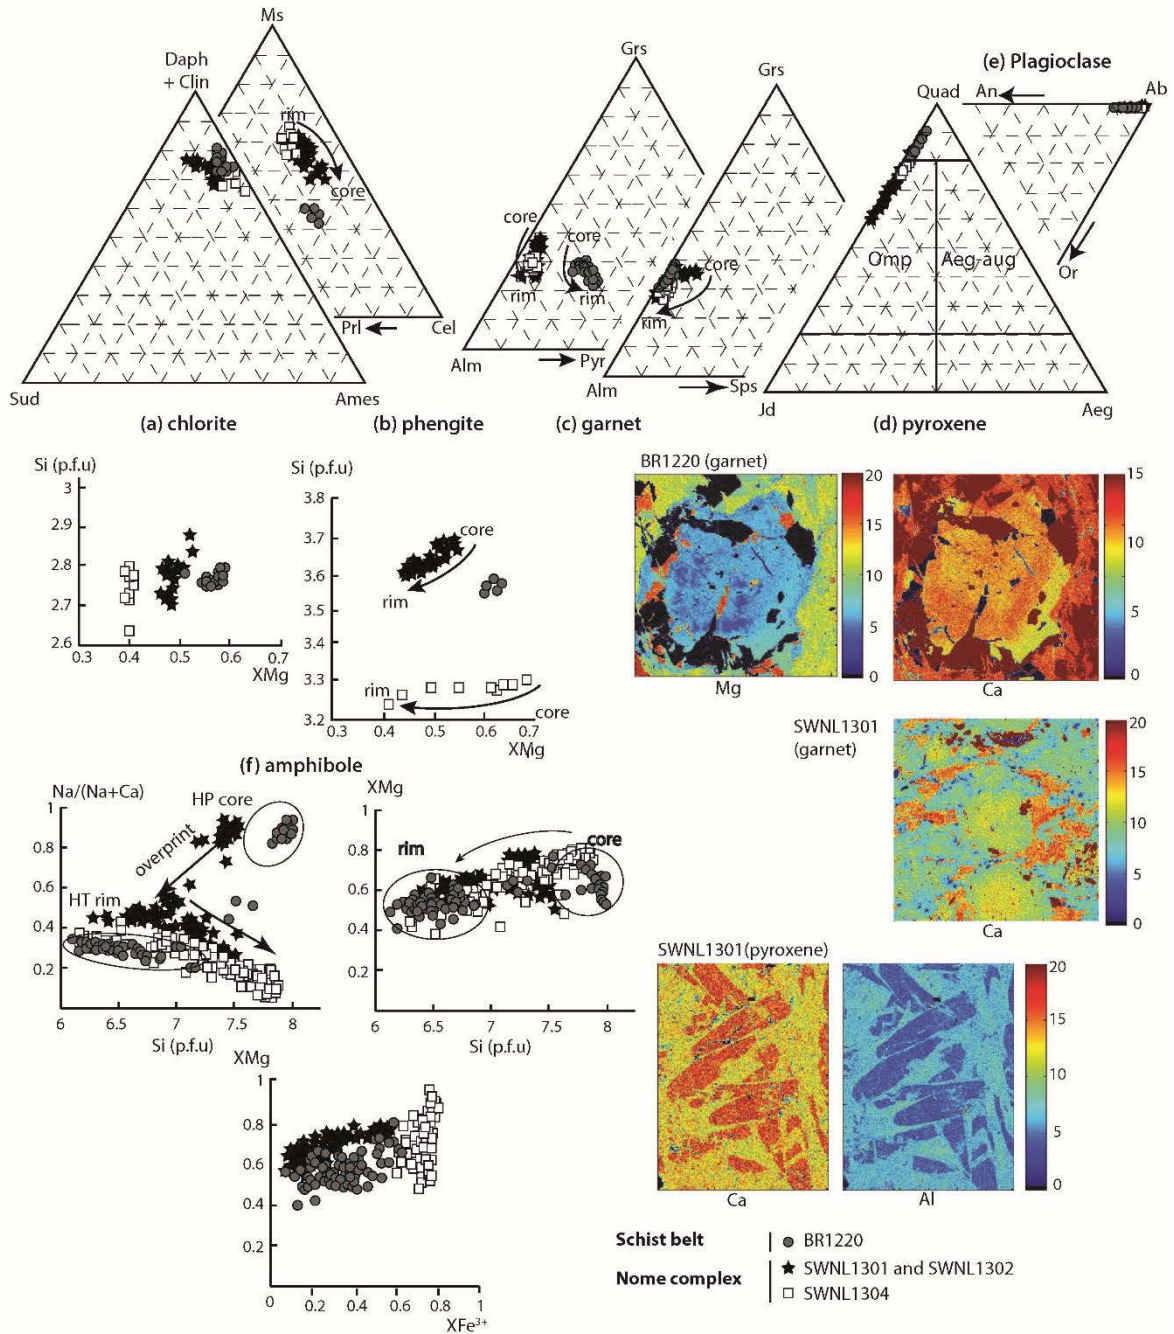 Ms
Daph
+ Clin
rim
core
Prl
Cel
Sud
Ames
(a) chlorite
(b) phengite
Grs
core
rim
core
rim
Alm
Pyr
Grs
core
rim
Alm
Sps
(c) garnet
(e) Plagioclase
Quad
An
Ab
Or
Omp
Aeg-aug
Jd
Aeg
(d) pyroxene
Si (p.f.u)
3
2.9
2.8
2.7
2.6
0.3
0.4
0.5
0.6
0.7
XMg
Si (p.f.u)
3.8
3.7
3.6
3.5
3.4
3.3
3.2
core
rim
rim
core
0.3
0.4
0.5
0.6
0.7
XMg
BR1220 (garnet)
20
15
10
5
0
Mg
15
10
5
0
Ca
SWNL1301
(garnet)
20
15
10
5
0
Ca
(f) amphibole
Na/(Na+Ca)
HP core
overprint
HT rim
1
0.8
0.6
0.4
0.2
6
6.5
7
7.5
8
Si (p.f.u)
XMg
rim
core
1
0.8
0.6
0.4
0.2
0
6
6.5
7
7.5
8
Si (p.f.u)
SWNL1301(pyroxene)
Ca
Al
20
15
10
5
0
XMg
1
0.8
0.6
0.4
0.2
0
0.2
0.4
0.6
0.8
1
XFe³⁺
Schist belt
BR1220
Nome complex
SWNL1301 and SWNL1302
SWNL1304